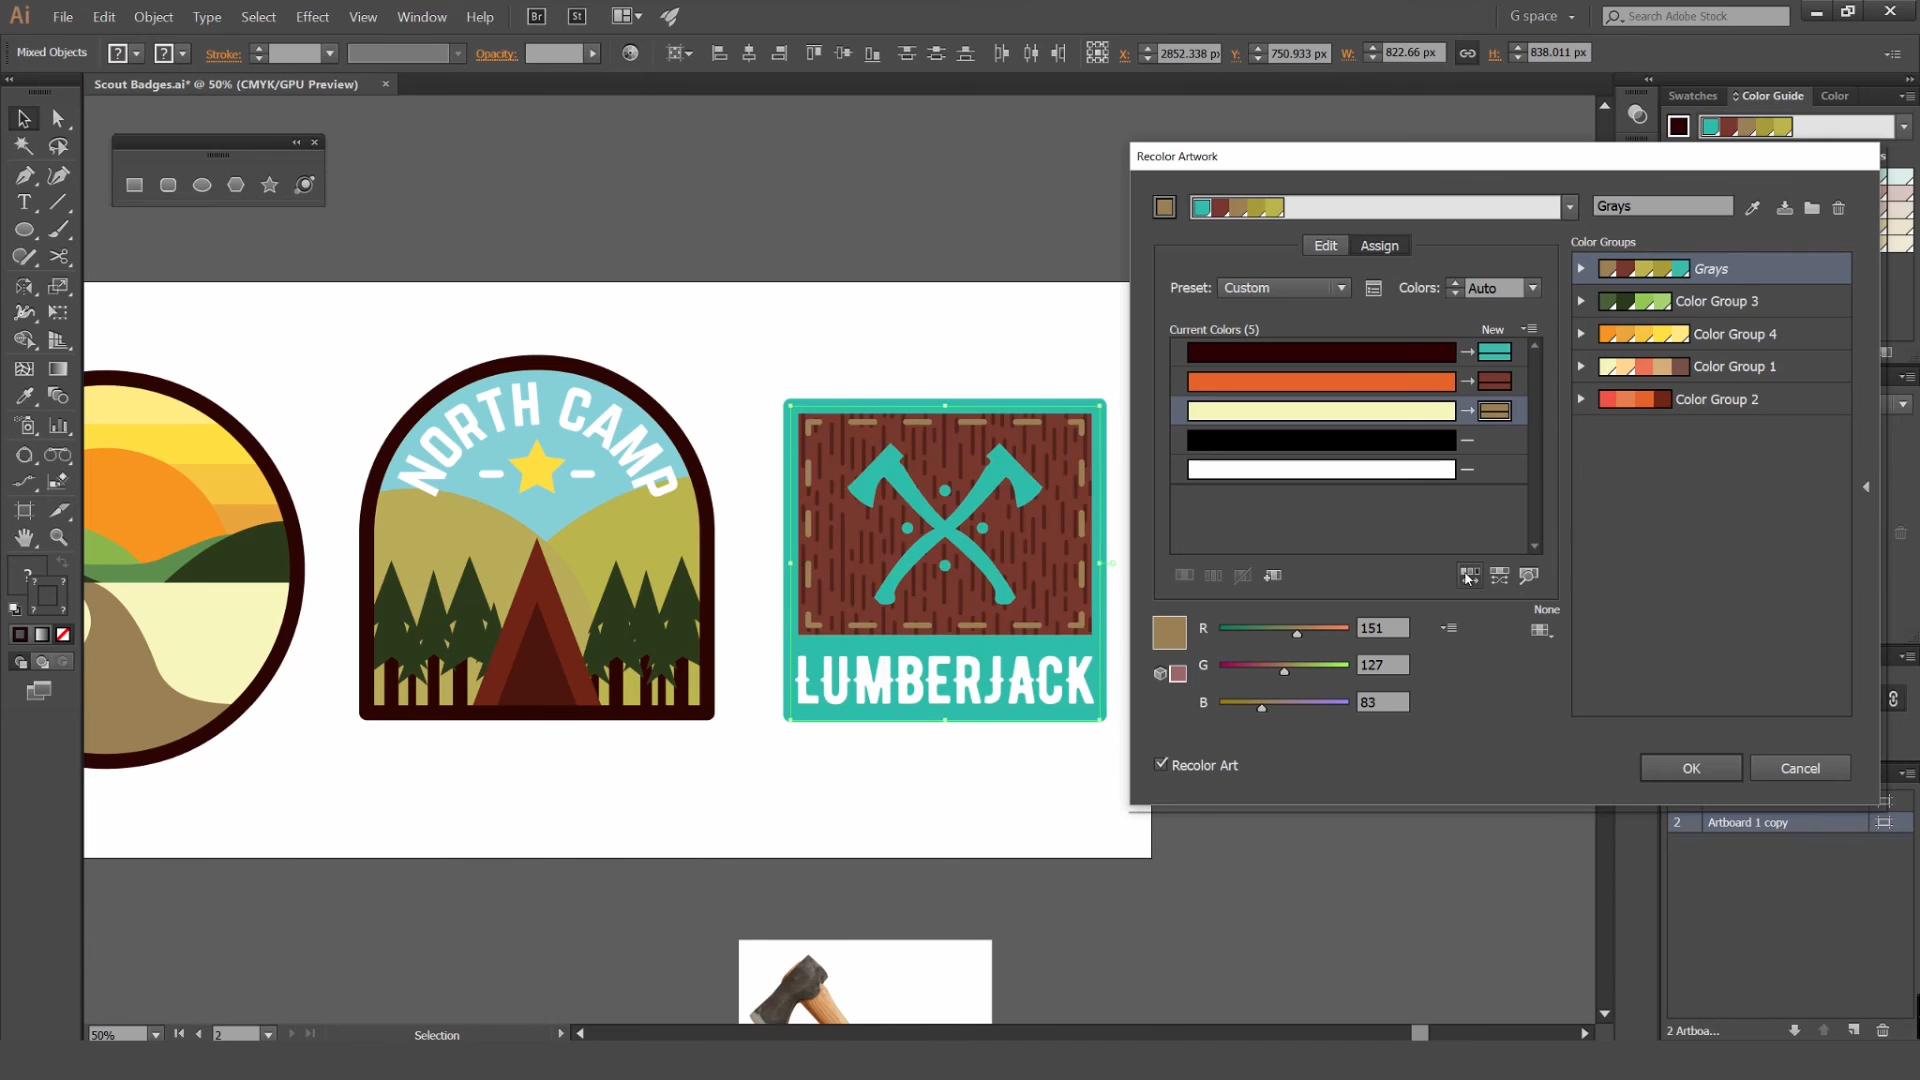 Ai File Edit Object Type Select Effect View Window Help Br St G space Search Adobe Stock
Mixed Objects ? ? Stroke: Opacity: X: 2852.338 px Y: 750.933 px W: 822.66 px H: 838.011 px
Scout Badges.ai* @ 50% (CMYK/GPU Preview) ×
Swatches Color Guide Color
Recolor Artwork
Grays
Edit Assign
Color Groups
Preset: Custom Colors: Auto
Grays
Color Group 3
Color Group 4
Color Group 1
Color Group 2
Current Colors (5) New
NORTH CAMP
LUMBERJACK
None
R 151
G 127
B 83
Recolor Art
OK Cancel
2 Artboard 1 copy
50% 2 Selection
2 Artboa...